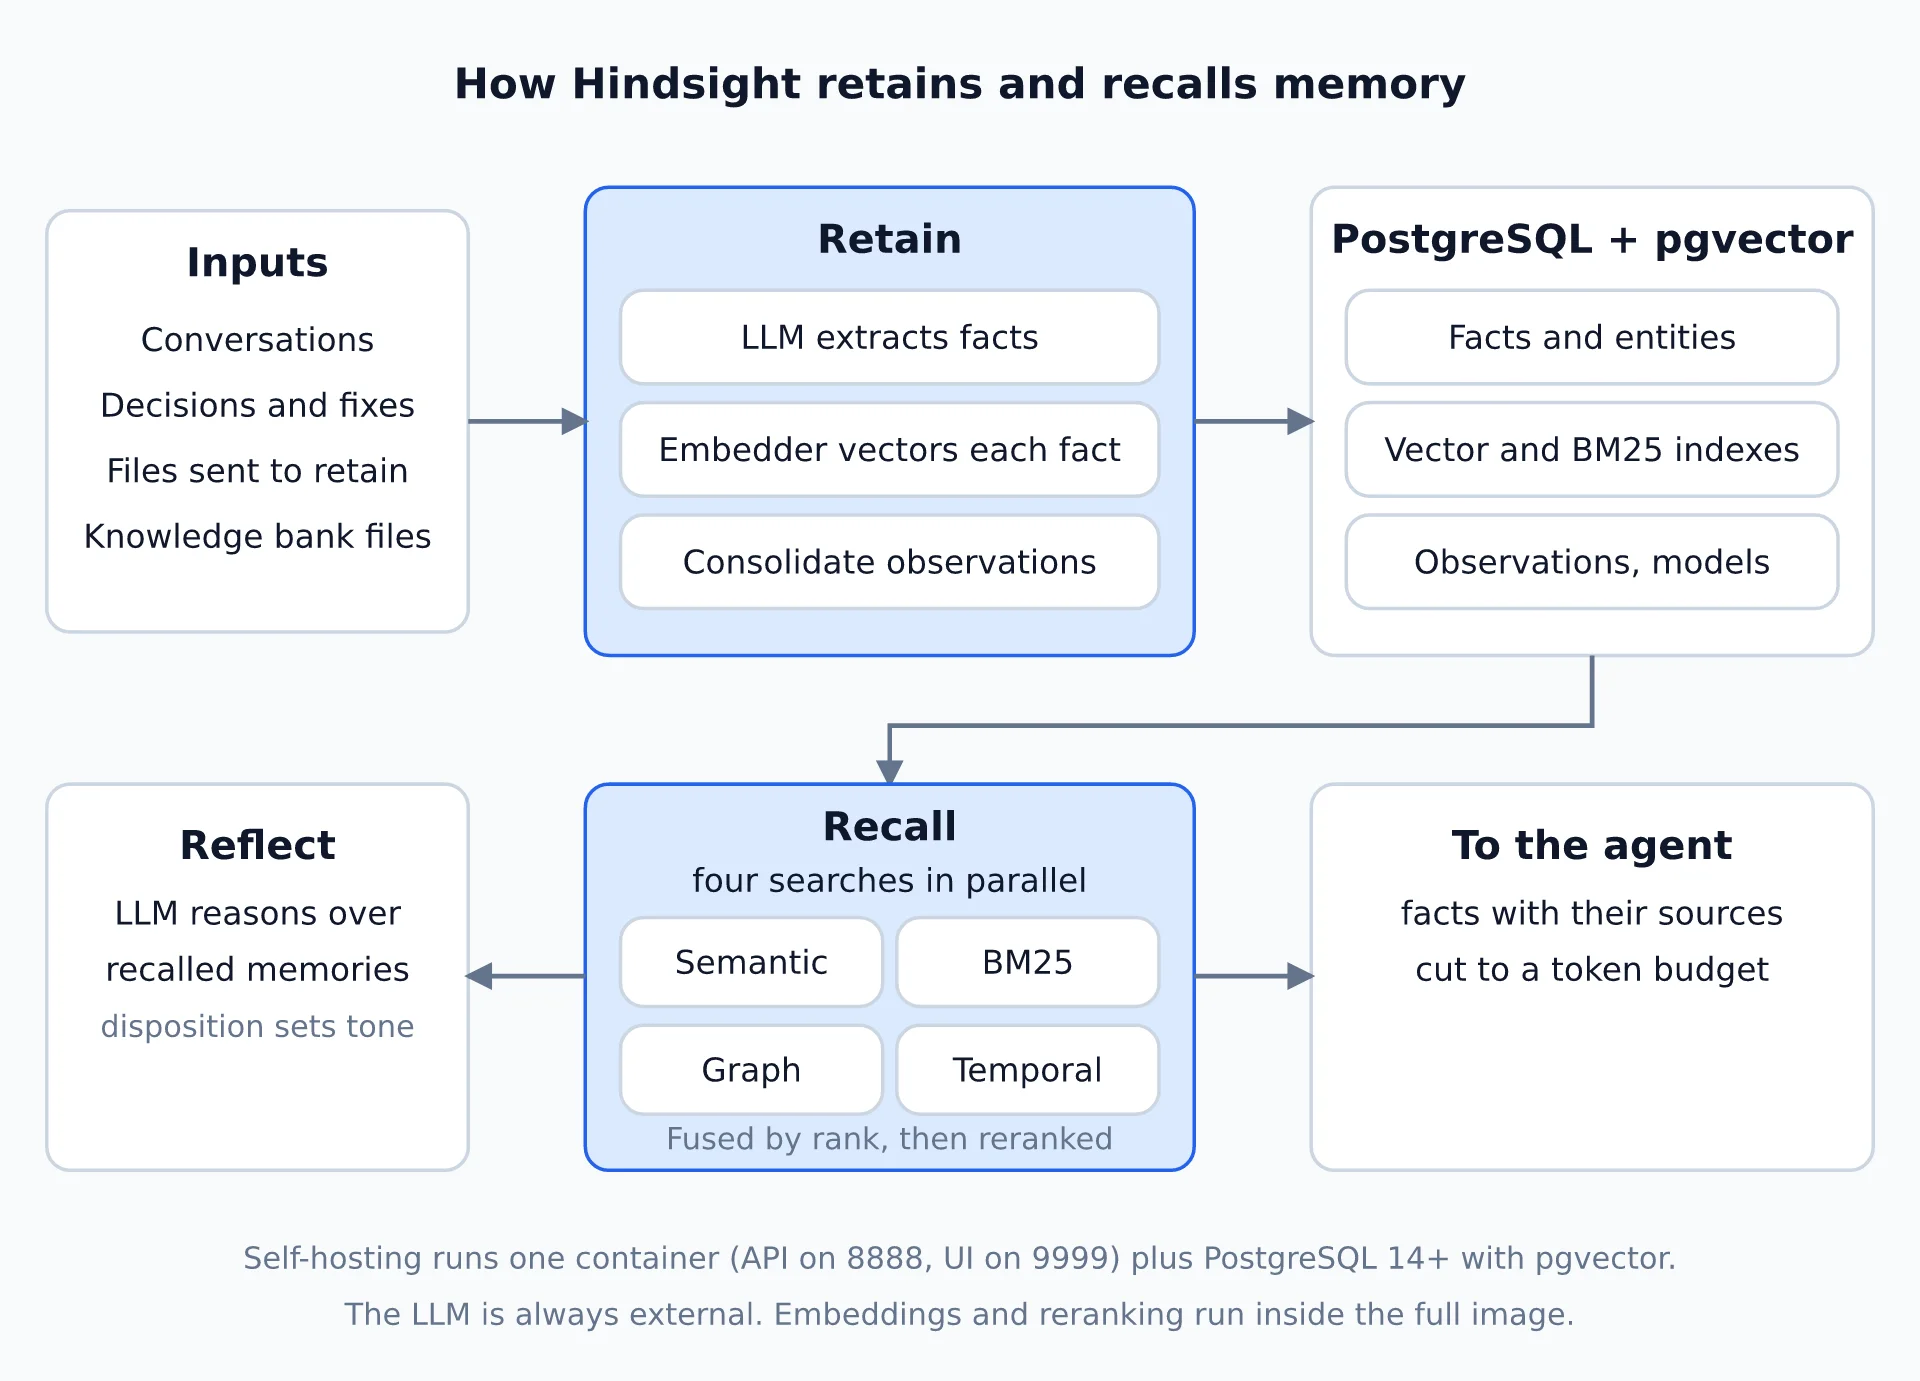 How Hindsight retains and recalls memory
Inputs
Conversations
Decisions and fixes
Files sent to retain
Knowledge bank files
Retain
LLM extracts facts
Embedder vectors each fact
Consolidate observations
PostgreSQL + pgvector
Facts and entities
Vector and BM25 indexes
Observations, models
Reflect
LLM reasons over
recalled memories
disposition sets tone
Recall
four searches in parallel
Semantic
BM25
Graph
Temporal
Fused by rank, then reranked
To the agent
facts with their sources
cut to a token budget
Self-hosting runs one container (API on 8888, UI on 9999) plus PostgreSQL 14+ with pgvector.
The LLM is always external. Embeddings and reranking run inside the full image.